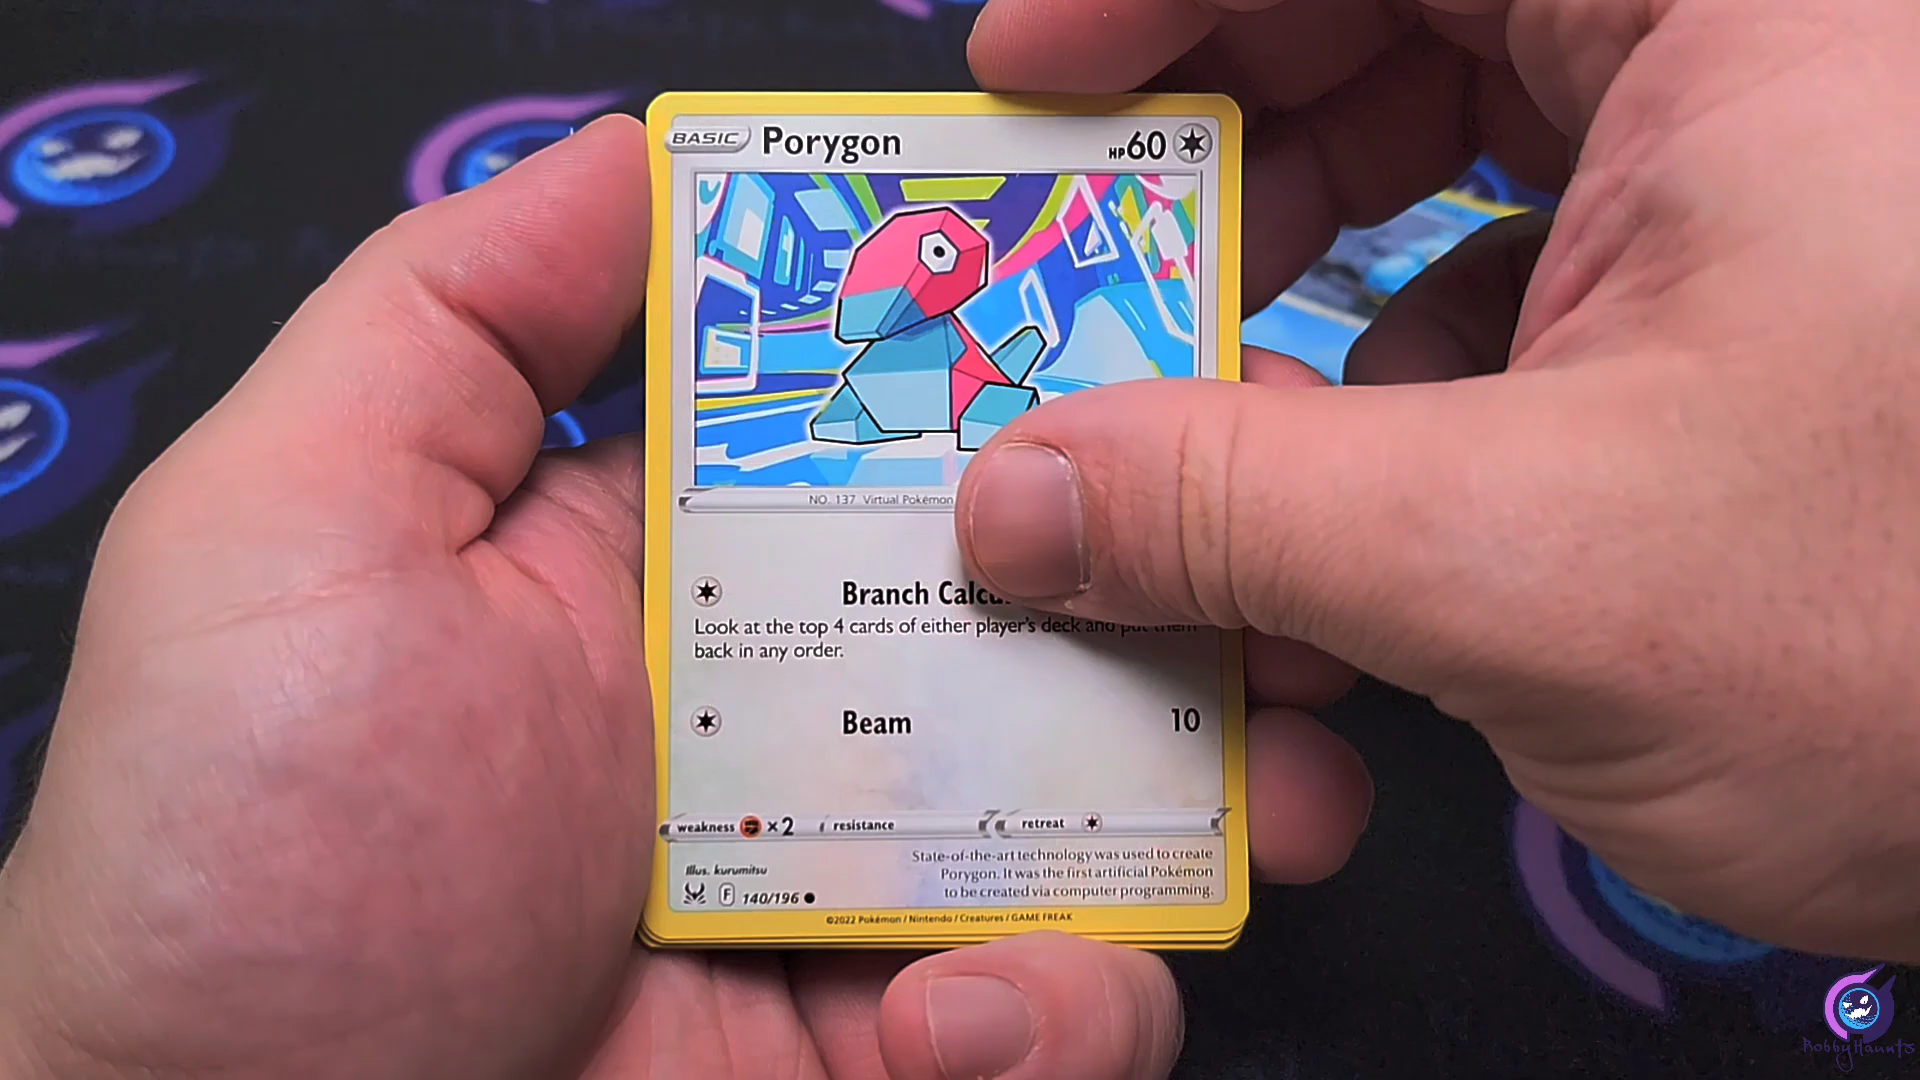 BASIC Porygon HP60
NO. 137 Virtual Pokémon
Branch Calcu
Look at the top 4 cards of either player's deck and put them
back in any order.
Beam 10
weakness ×2 resistance retreat
Illus. kurumitsu
State-of-the-art technology was used to create
Porygon. It was the first artificial Pokémon
to be created via computer programming.
F 140/196
©2022 Pokémon / Nintendo / Creatures / GAME FREAK
RobbyHaunts